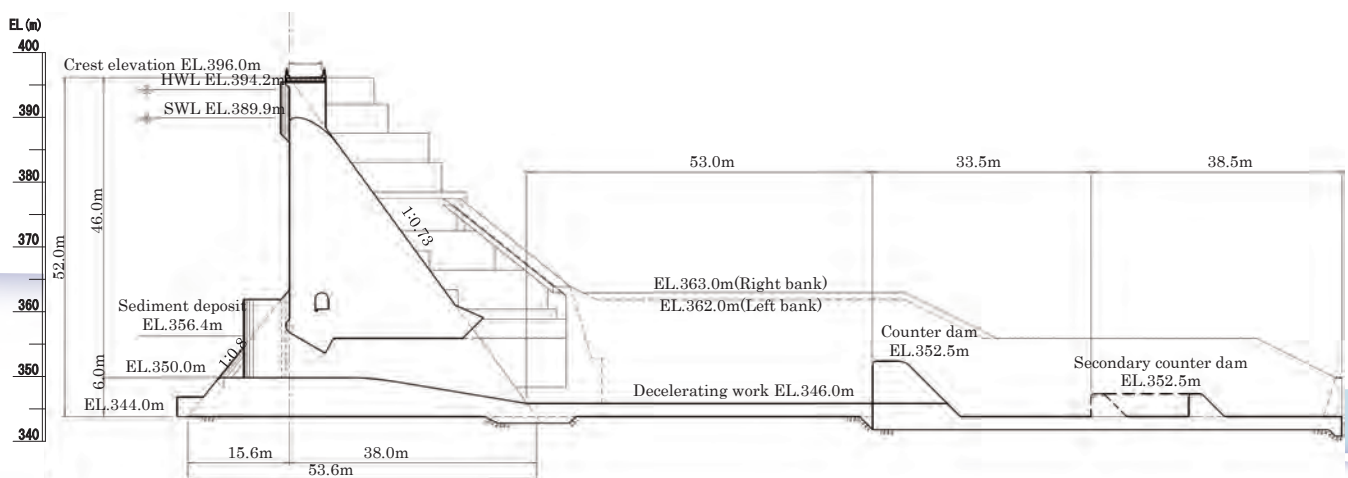 EL(m)
400
390
380
370
360
350
340
Crest elevation EL.396.0m
HWL EL.394.2m
SWL EL.389.9m
46.0m
52.0m
6.0m
Sediment deposit
EL.356.4m
1:0.8
EL.350.0m
EL.344.0m
15.6m
38.0m
53.6m
1:0.73
53.0m
33.5m
38.5m
EL.363.0m(Right bank)
EL.362.0m(Left bank)
Counter dam
EL.352.5m
Secondary counter dam
EL.352.5m
Decelerating work EL.346.0m